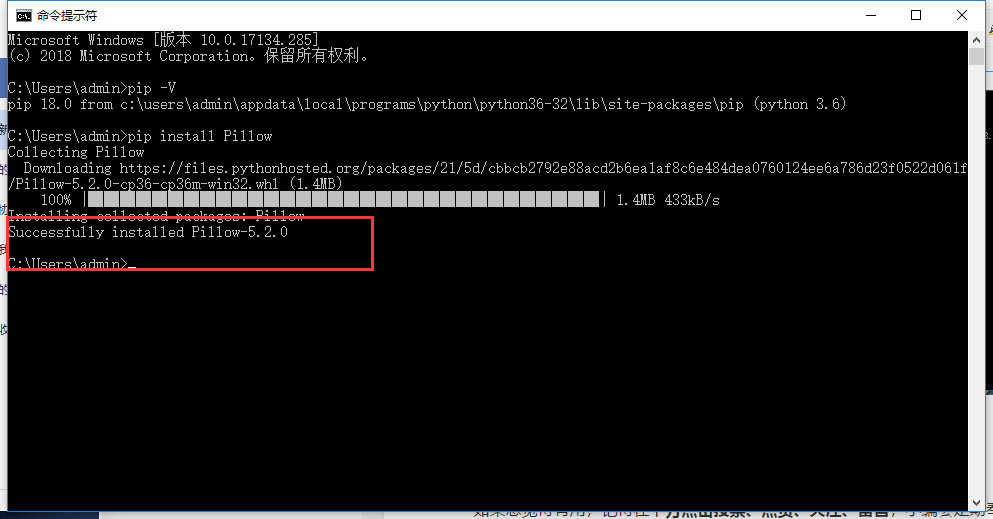 命令提示符
Microsoft Windows [版本 10.0.17134.285]
(c) 2018 Microsoft Corporation。保留所有权利。
C:\Users\admin>pip -V
pip 18.0 from c:\users\admin\appdata\local\programs\python\python36-32\lib\site-packages\pip (python 3.6)
C:\Users\admin>pip install Pillow
Collecting Pillow
Downloading https://files.pythonhosted.org/packages/21/5d/cbbcb2792e88acd2b6ea1af8c6e484dea0760124ee6a786d23f0522d061f
/Pillow-5.2.0-cp36-cp36m-win32.whl (1.4MB)
100% |████████████████████████████████| 1.4MB 433kB/s
Installing collected packages: Pillow
Successfully installed Pillow-5.2.0
C:\Users\admin>_